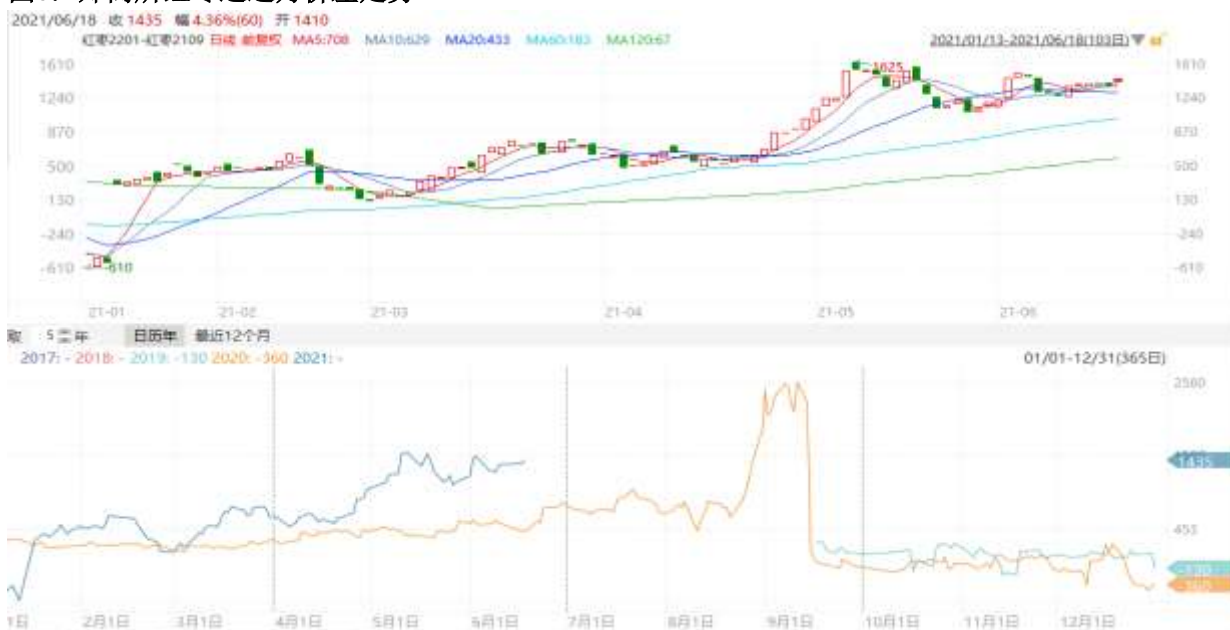 2021/06/18 收 1435 幅 4.36%(60) 开 1410
红枣2201-红枣2109 日线 前复权 MA5:708 MA10:629 MA20:433 MA60:183 MA120:67 2021/01/13-2021/06/18(103日)
1610 1610
1625
1240 1240
870 870
500 500
130 130
-240 -240
-610 -610 -610
21-01 21-02 21-03 21-04 21-05 21-06
5 年 日历年 最近12个月
2017: - 2018: - 2019: -130 2020: -360 2021: - 01/01-12/31(365日)
2560
1435
455
-130
-360
2月1日 3月1日 4月1日 5月1日 6月1日 7月1日 8月1日 9月1日 10月1日 11月1日 12月1日